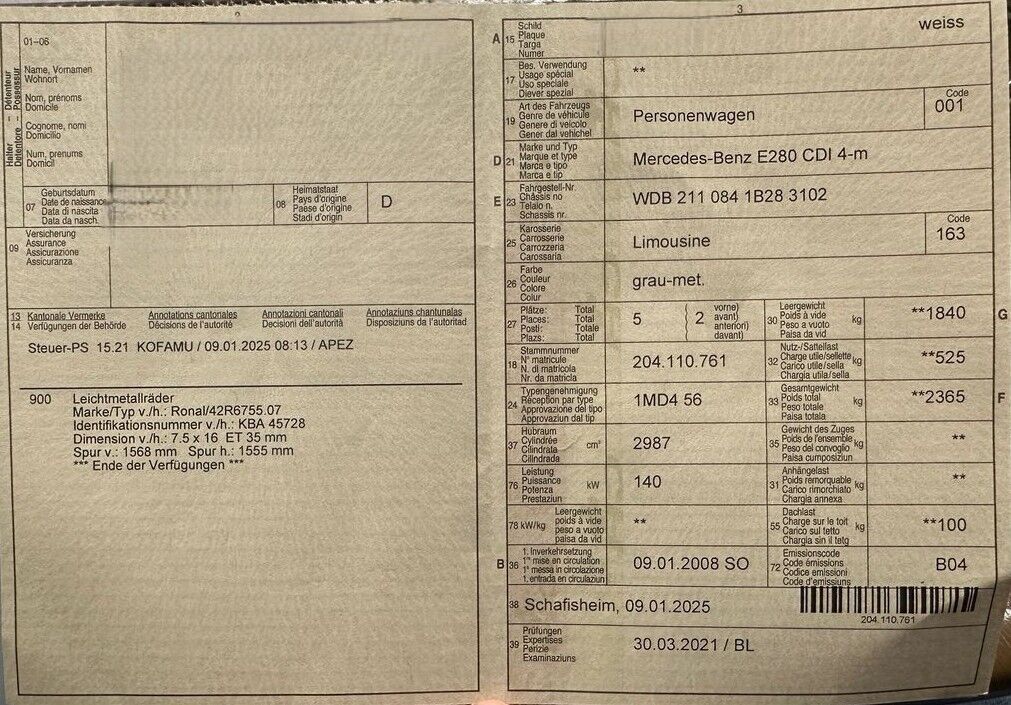 2
01-06
Halter – Détenteur
Detentore – Possessur
Name, Vornamen
Wohnort
Nom, prénoms
Domicile
Cognome, nomi
Domicilio
Num, prenums
Domicil
07
Geburtsdatum
Date de naissance
Data di nascita
Data da nasch.
08
Heimatstaat
Pays d'origine
Paese d'origine
Stadi d'origin
D
09
Versicherung
Assurance
Assicurazione
Assicuranza
13 Kantonale Vermerke Annotations cantonales Annotazioni cantonali Annotaziuns chantunalas
14 Verfügungen der Behörde Décisions de l'autorité Decisioni dell'autorità Disposiziuns da l'autoritad
Steuer-PS 15.21 KOFAMU / 09.01.2025 08:13 / APEZ
900 Leichtmetallräder
Marke/Typ v./h.: Ronal/42R6755.07
Identifikationsnummer v./h.: KBA 45728
Dimension v./h.: 7.5 x 16 ET 35 mm
Spur v.: 1568 mm Spur h.: 1555 mm
*** Ende der Verfügungen ***
3
A 15
Schild
Plaque
Targa
Numer
weiss
17
Bes. Verwendung
Usage spécial
Uso speciale
Diever spezial
**
19
Art des Fahrzeugs
Genre de véhicule
Genere di veicolo
Gener dal vehichel
Personenwagen
Code
001
D 21
Marke und Typ
Marque et type
Marca e tipo
Marca e tip
Mercedes-Benz E280 CDI 4-m
E 23
Fahrgestell-Nr.
Châssis no
Telaio n.
Schassis nr.
WDB 211 084 1B28 3102
25
Karosserie
Carrosserie
Carrozzeria
Carossaria
Limousine
Code
163
26
Farbe
Couleur
Colore
Colur
grau-met.
27
Plätze: Total
Places: Total
Posti: Totale
Plazs: Total
5
2
vorne)
avant)
anteriori)
davant)
30
Leergewicht
Poids à vide
Peso a vuoto
Paisa da vid
kg
**1840
G
18
Stammnummer
N° matricule
N. di matricola
Nr. da matricla
204.110.761
32
Nutz-/Sattellast
Charge utile/sellette
Carico utile/sella
Chargia utila/sella
kg
**525
24
Typengenehmigung
Réception par type
Approvazione del tipo
Approvaziun dal tip
1MD4 56
33
Gesamtgewicht
Poids total
Peso totale
Paisa totala
kg
**2365
F
37
Hubraum
Cylindrée
Cilindrata
Cilindrada
cm³
2987
35
Gewicht des Zuges
Poids de l'ensemble
Peso del convoglio
Paisa cumposiziun
kg
**
76
Leistung
Puissance
Potenza
Prestaziun
kW
140
31
Anhängelast
Poids remorquable
Carico rimorchiato
Chargia annexa
kg
**
78 kW/kg
Leergewicht
poids à vide
peso a vuoto
paisa da vid
**
55
Dachlast
Charge sur le toit
Carico sul tetto
Chargia sin il tetg
kg
**100
B 36
1. Inverkehrsetzung
1re mise en circulation
1a messa in circolazione
1. entrada en circulaziun
09.01.2008 SO
72
Emissionscode
Code émissions
Codice emissioni
Code d'emissiuns
B04
38 Schafisheim, 09.01.2025
204.110.761
39
Prüfungen
Expertises
Perizie
Examinaziuns
30.03.2021 / BL